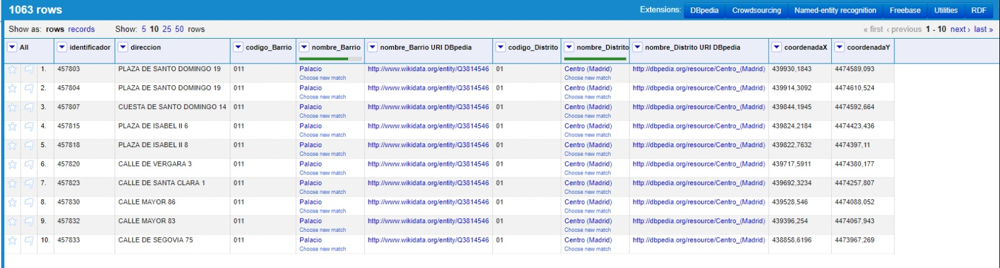 1063 rows Extensions: DBpedia Crowdsourcing Named-entity recognition Freebase Utilities RDF
Show as: rows records Show: 5 10 25 50 rows « first ‹ previous 1 - 10 next › last »
All identificador direccion codigo_Barrio nombre_Barrio nombre_Barrio URI DBpedia codigo_Distrito nombre_Distrito nombre_Distrito URI DBpedia coordenadaX coordenadaY
1. 457803 PLAZA DE SANTO DOMINGO 19 011 Palacio http://www.wikidata.org/entity/Q3814546 01 Centro (Madrid) http://dbpedia.org/resource/Centro_(Madrid) 439930,1843 4474589,093
Choose new match Choose new match
2. 457804 PLAZA DE SANTO DOMINGO 19 011 Palacio http://www.wikidata.org/entity/Q3814546 01 Centro (Madrid) http://dbpedia.org/resource/Centro_(Madrid) 439914,3092 4474610,524
Choose new match Choose new match
3. 457807 CUESTA DE SANTO DOMINGO 14 011 Palacio http://www.wikidata.org/entity/Q3814546 01 Centro (Madrid) http://dbpedia.org/resource/Centro_(Madrid) 439844,1945 4474592,664
Choose new match Choose new match
4. 457815 PLAZA DE ISABEL II 6 011 Palacio http://www.wikidata.org/entity/Q3814546 01 Centro (Madrid) http://dbpedia.org/resource/Centro_(Madrid) 439824,2184 4474423,436
Choose new match Choose new match
5. 457818 PLAZA DE ISABEL II 8 011 Palacio http://www.wikidata.org/entity/Q3814546 01 Centro (Madrid) http://dbpedia.org/resource/Centro_(Madrid) 439822,7632 4474397,11
Choose new match Choose new match
6. 457820 CALLE DE VERGARA 3 011 Palacio http://www.wikidata.org/entity/Q3814546 01 Centro (Madrid) http://dbpedia.org/resource/Centro_(Madrid) 439717,5911 4474380,177
Choose new match Choose new match
7. 457823 CALLE DE SANTA CLARA 1 011 Palacio http://www.wikidata.org/entity/Q3814546 01 Centro (Madrid) http://dbpedia.org/resource/Centro_(Madrid) 439692,3234 4474257,807
Choose new match Choose new match
8. 457830 CALLE MAYOR 86 011 Palacio http://www.wikidata.org/entity/Q3814546 01 Centro (Madrid) http://dbpedia.org/resource/Centro_(Madrid) 439528,546 4474088,052
Choose new match Choose new match
9. 457832 CALLE MAYOR 83 011 Palacio http://www.wikidata.org/entity/Q3814546 01 Centro (Madrid) http://dbpedia.org/resource/Centro_(Madrid) 439396,254 4474067,943
Choose new match Choose new match
10. 457833 CALLE DE SEGOVIA 75 011 Palacio http://www.wikidata.org/entity/Q3814546 01 Centro (Madrid) http://dbpedia.org/resource/Centro_(Madrid) 438858,6196 4473967,269
Choose new match Choose new match